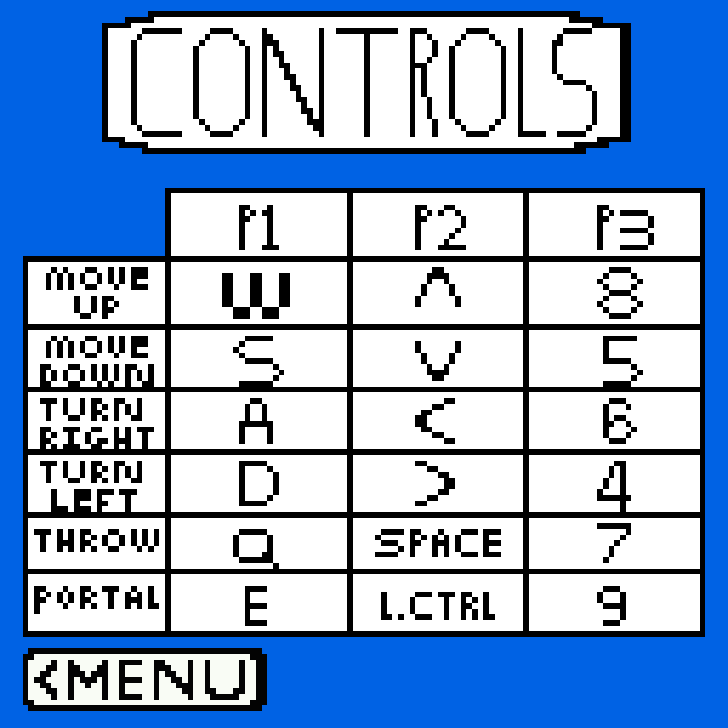 CONTROLS
P1 P2 P3
MOVE UP W ^ 8
MOVE DOWN S v 5
TURN RIGHT A < 6
TURN LEFT D > 4
THROW Q SPACE 7
PORTAL E L.CTRL 9
<MENU